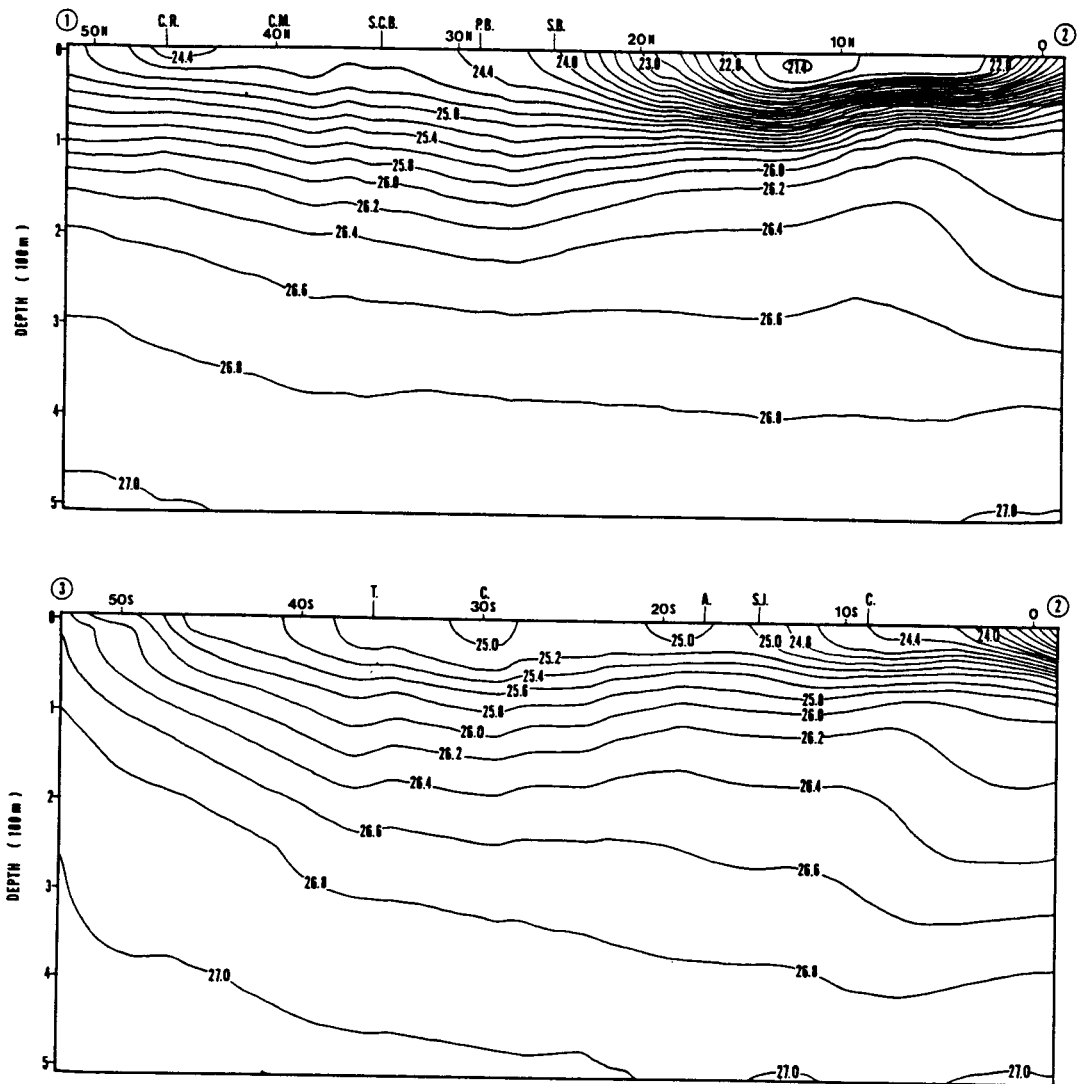 ① 50N C.R. C.M. 40N S.C.B. 30N P.B. S.B. 20N 10N 0 ②
0 24.4 24.4 24.0 23.0 22.0 21.4 22.0
25.0
1 25.4
25.8 26.0
26.0 26.2
26.2
2 26.4 26.4
26.6
3 26.6
26.8
4 26.8
27.0
5 27.0
DEPTH (100m)
③ 50S 40S T. C. 30S 20S A. S.I. C. 10S 0 ②
0 25.0 25.0 25.0 24.8 24.4 24.0
25.2
25.4
25.6
1 25.8 25.8
26.0 26.0
26.2 26.2
2 26.4 26.4
26.6
3 26.8 26.6
4 27.0 26.8
5 27.0 27.0
DEPTH (100m)